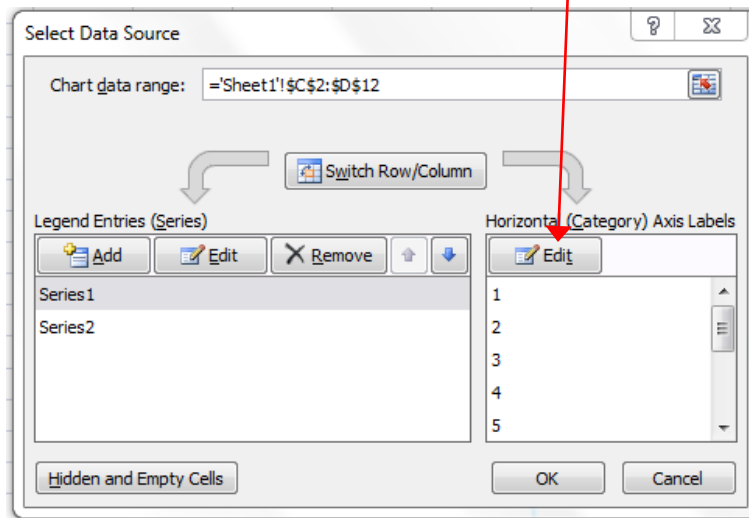 Select Data Source
Chart data range: ='Sheet1'!$C$2:$D$12
Switch Row/Column
Legend Entries (Series)
Add Edit Remove
Series1
Series2
Horizontal (Category) Axis Labels
Edit
1
2
3
4
5
Hidden and Empty Cells
OK Cancel